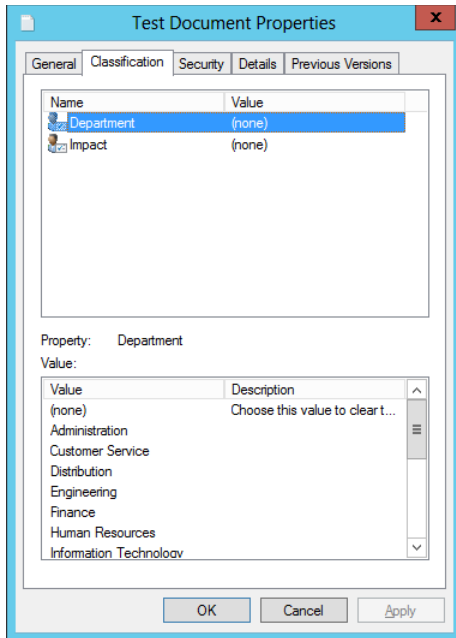 Test Document Properties
x
General Classification Security Details Previous Versions
Name Value
Department (none)
Impact (none)
Property: Department
Value:
Value Description
(none) Choose this value to clear t...
Administration
Customer Service
Distribution
Engineering
Finance
Human Resources
Information Technology
OK Cancel Apply